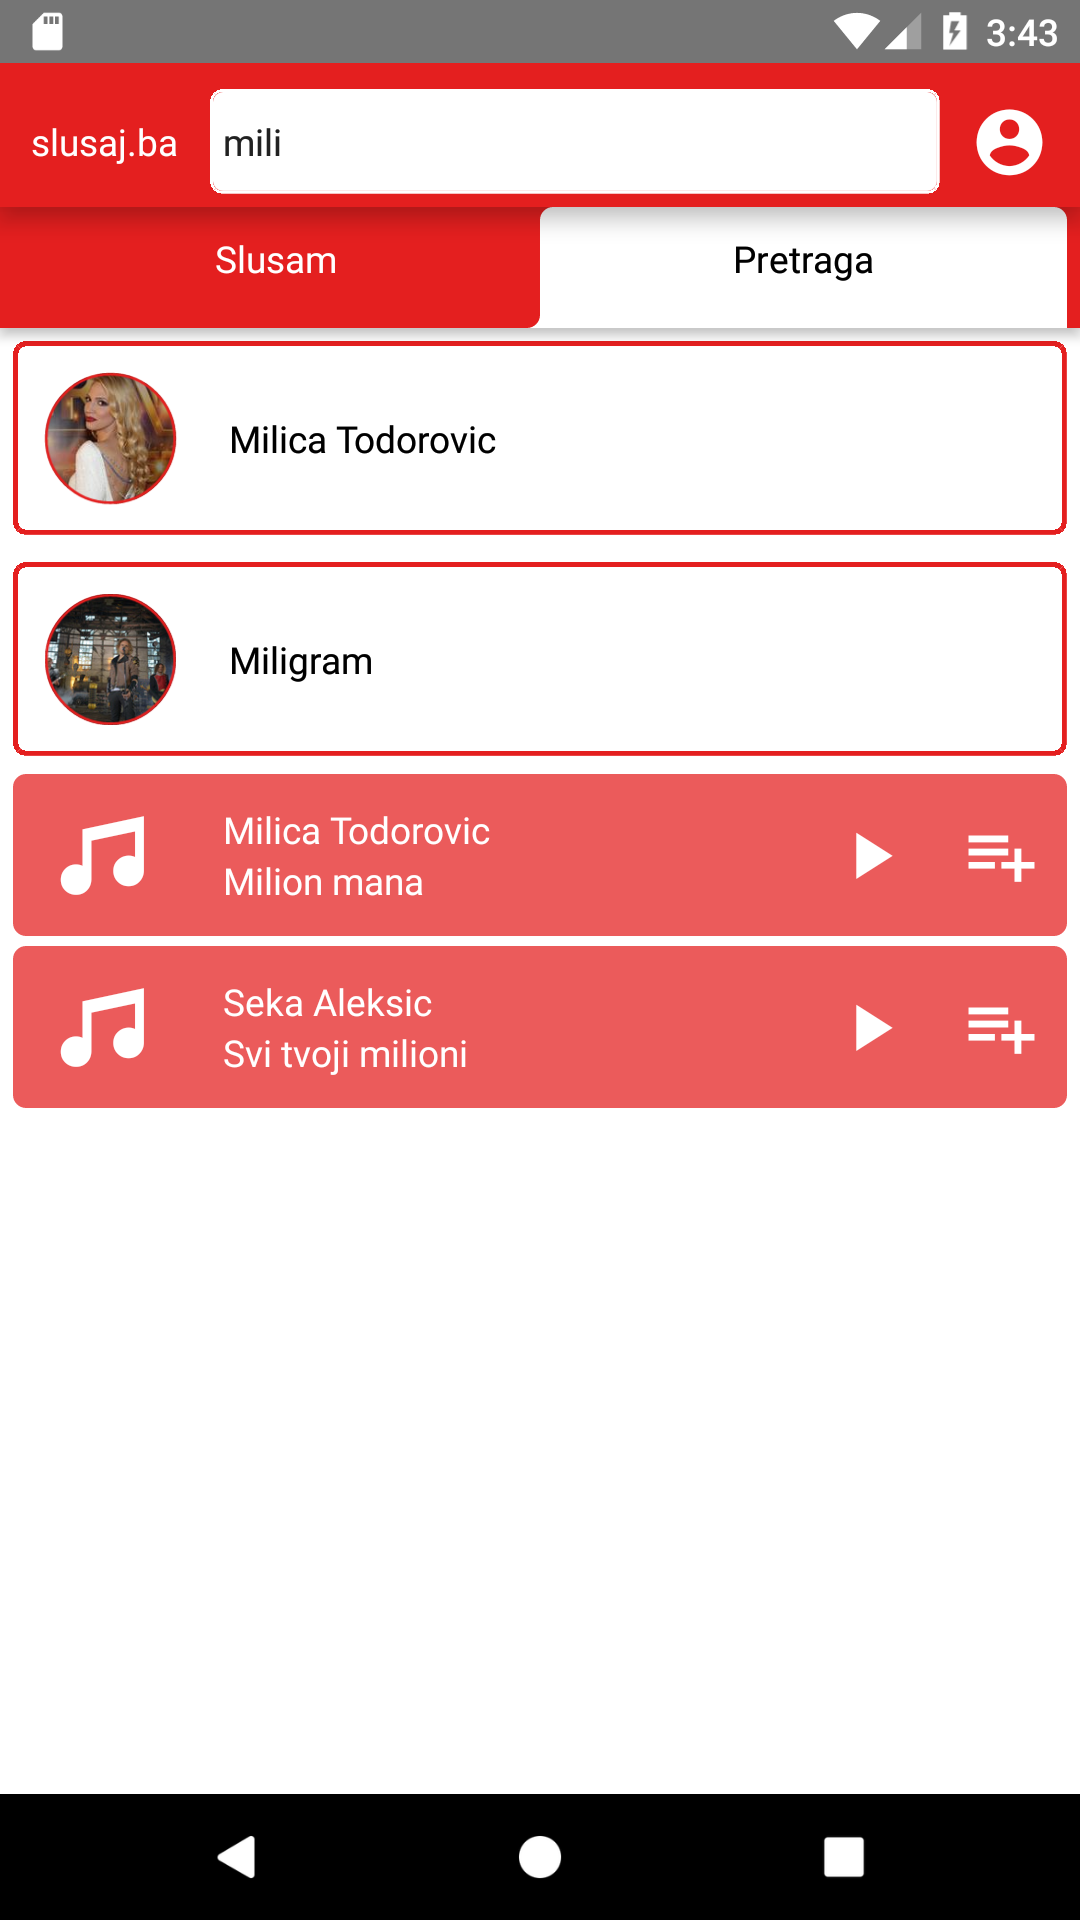 3:43
slusaj.ba
mili
Slusam
Pretraga
Milica Todorovic
Miligram
Milica Todorovic
Milion mana
Seka Aleksic
Svi tvoji milioni